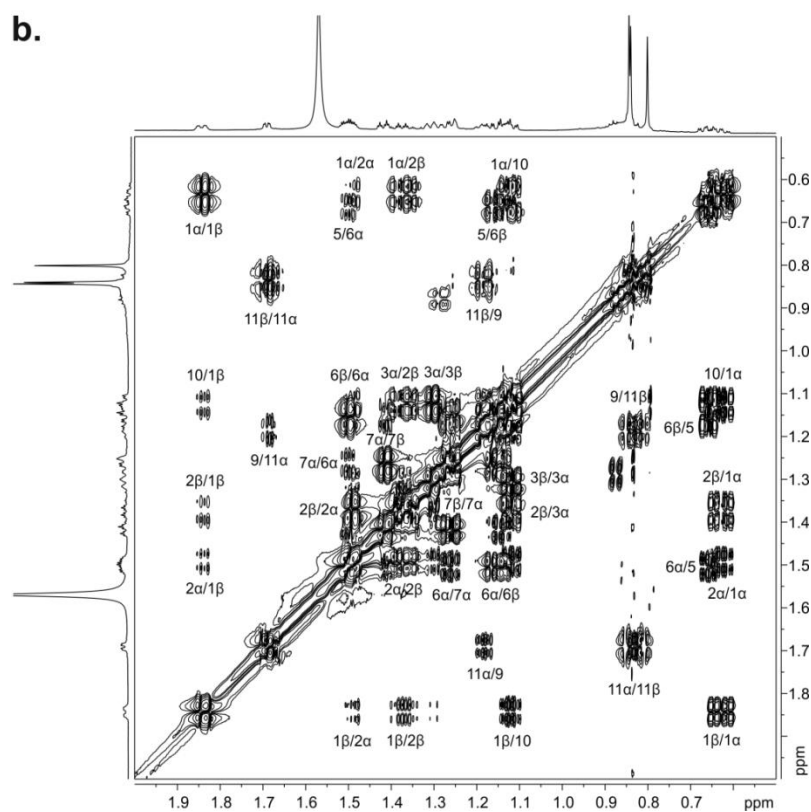 b.
1α/2α 1α/2β 1α/10
0.6
1α/1β 5/6α 5/6β
0.7
0.8
11β/11α 11β/9
0.9
1.0
10/1β 6β/6α 3α/2β 3α/3β 9/11β 10/1α
1.1
7α/7β 6β/5
1.2
9/11α 7α/6α
2β/1β 7β/7α 3β/3α 2β/1α
1.3
2β/2α 2β/3α
1.4
1.5
2α/1β 2α/2β 6α/7α 6α/6β 6α/5
2α/1α
1.6
11α/9 11α/11β
1.7
1.8
1β/2α 1β/2β 1β/10 1β/1α
ppm
1.9 1.8 1.7 1.6 1.5 1.4 1.3 1.2 1.1 1.0 0.9 0.8 0.7 ppm